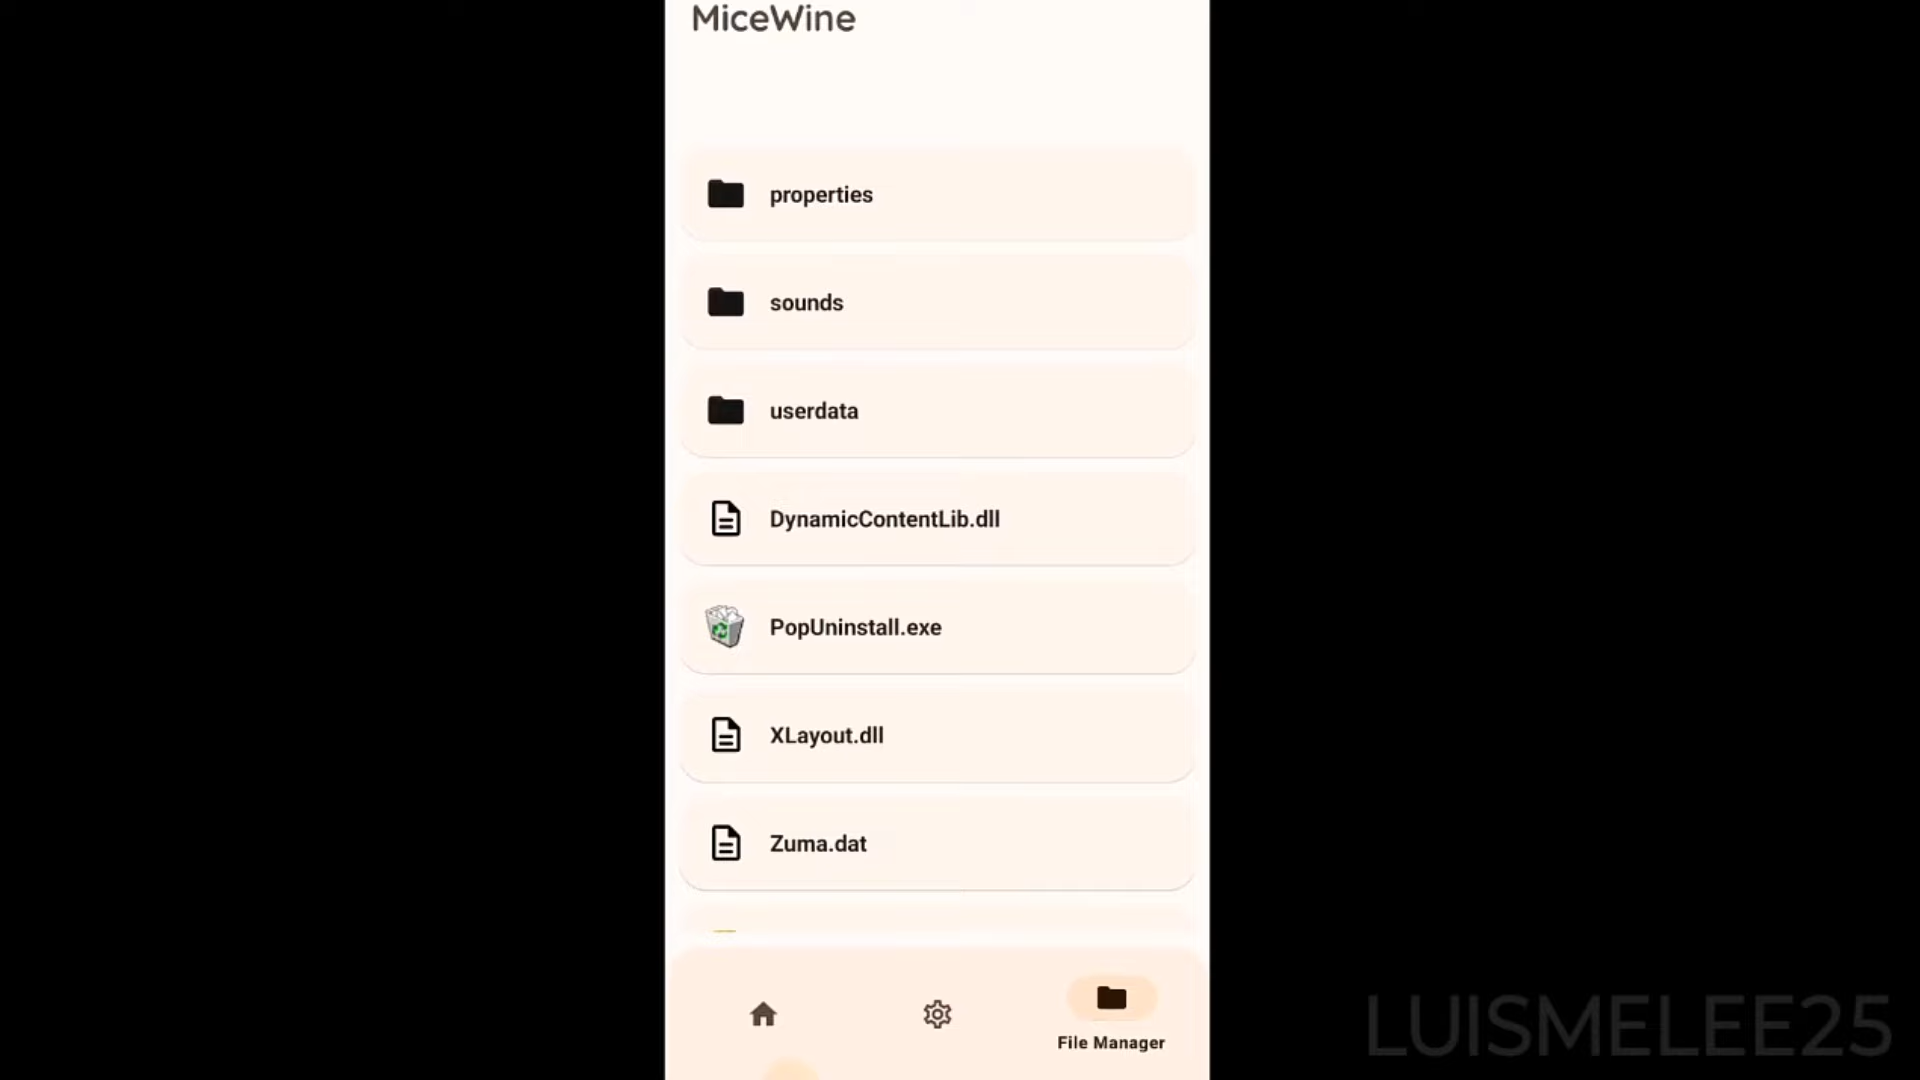 MiceWine
properties
sounds
userdata
DynamicContentLib.dll
PopUninstall.exe
XLayout.dll
Zuma.dat
File Manager
LUISMELEE25